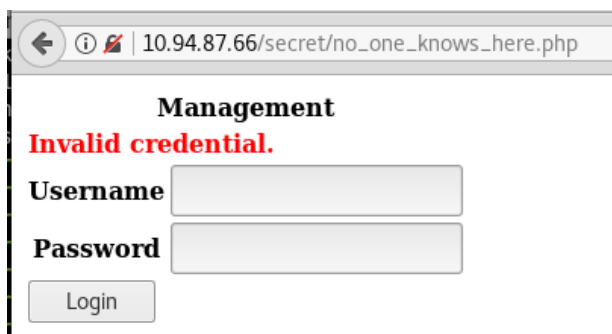 10.94.87.66/secret/no_one_knows_here.php
Management
Invalid credential.
Username
Password
Login